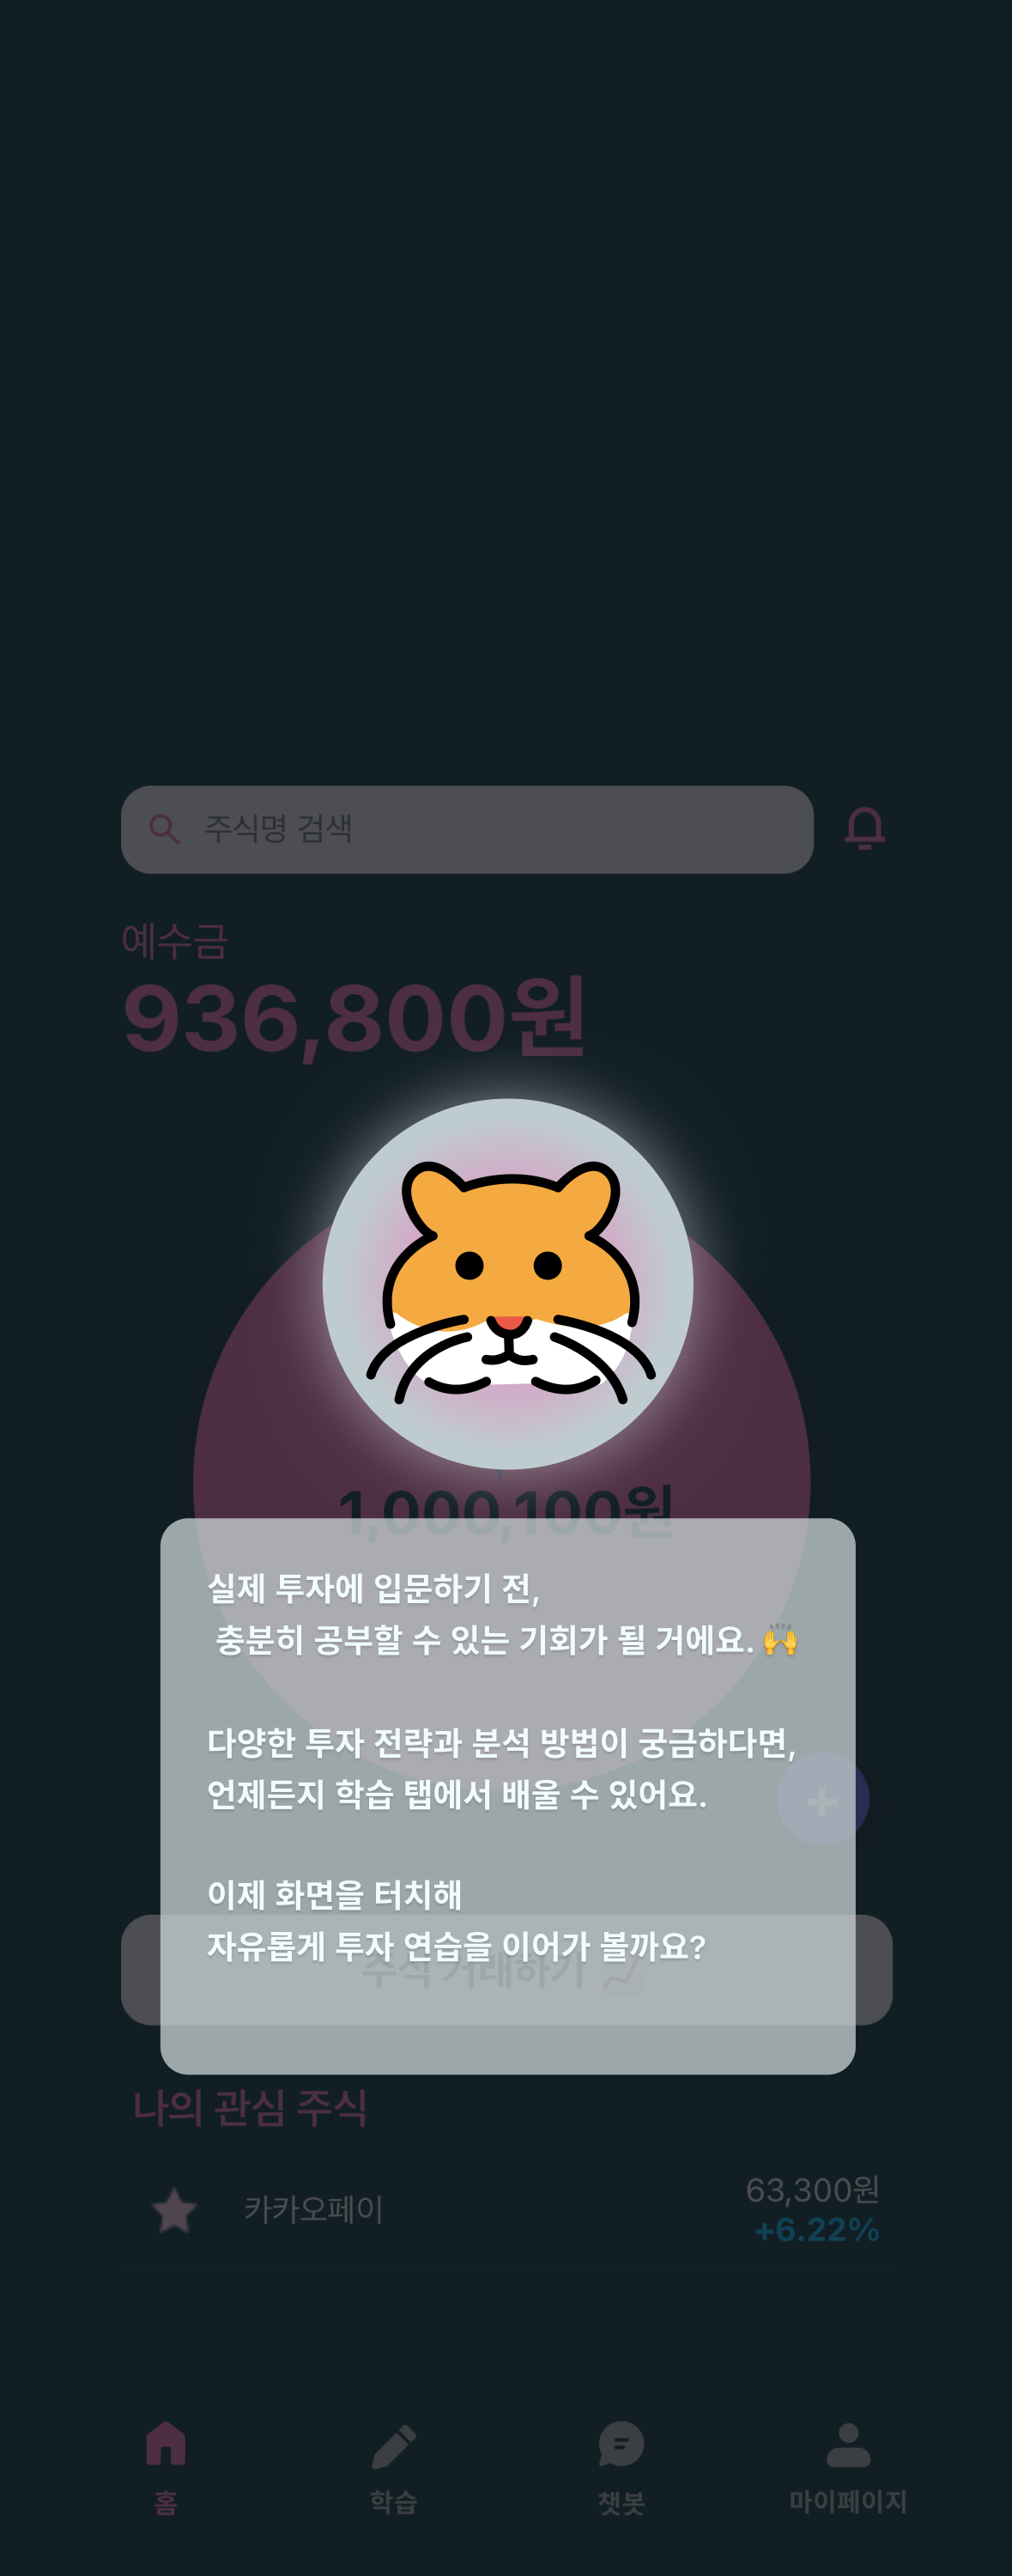 주식명 검색
예수금
936,800원
1,000,100원
실제 투자에 입문하기 전,
충분히 공부할 수 있는 기회가 될 거에요. 🙌
다양한 투자 전략과 분석 방법이 궁금하다면,
언제든지 학습 탭에서 배울 수 있어요.
이제 화면을 터치해
자유롭게 투자 연습을 이어가 볼까요?
주식 거래하기 📈
나의 관심 주식
카카오페이
63,300원
+6.22%
홈
학습
챗봇
마이페이지